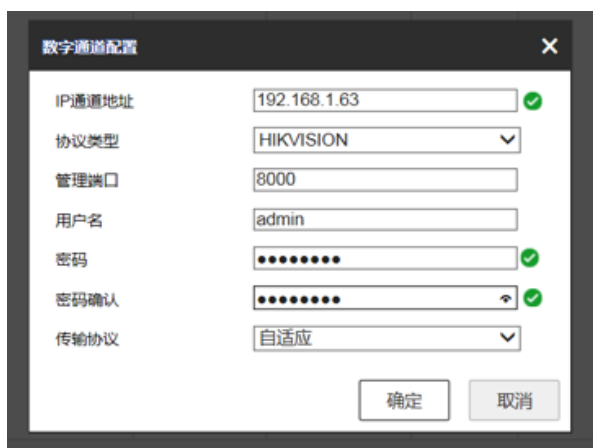 数字通道配置
IP通道地址 192.168.1.63
协议类型 HIKVISION
管理端口 8000
用户名 admin
密码 ●●●●●●●●
密码确认 ●●●●●●●●
传输协议 自适应
确定 取消